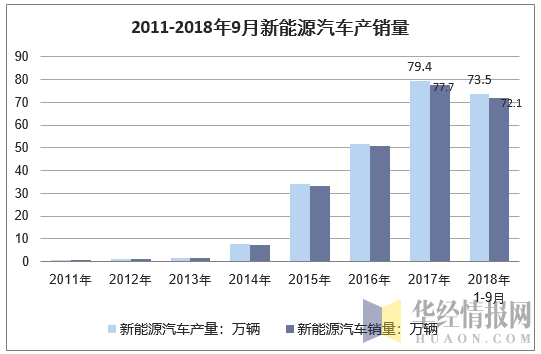 2011-2018年9月新能源汽车产销量
90
80
70
60
50
40
30
20
10
0
79.4
77.7
73.5
72.1
2011年
2012年
2013年
2014年
2015年
2016年
2017年
2018年
1-9月
新能源汽车产量：万辆
新能源汽车销量：万辆
华经情报网
HUAON.COM